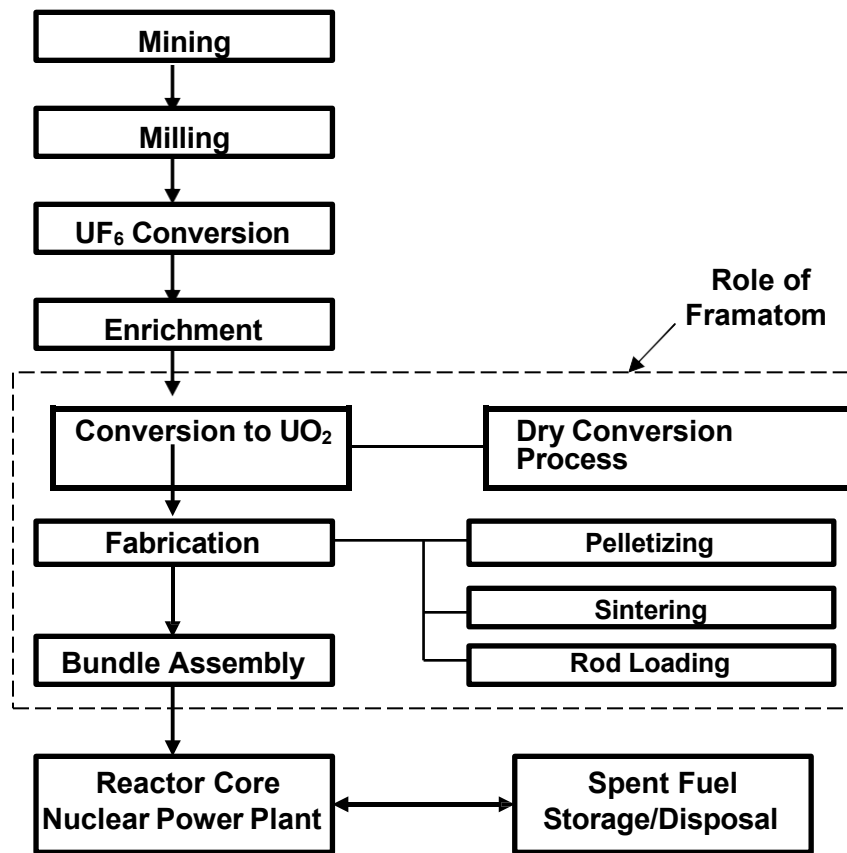 Mining
Milling
UF₆ Conversion
Enrichment
Role of
Framatom
Conversion to UO₂
Dry Conversion
Process
Fabrication
Pelletizing
Sintering
Bundle Assembly
Rod Loading
Reactor Core
Nuclear Power Plant
Spent Fuel
Storage/Disposal